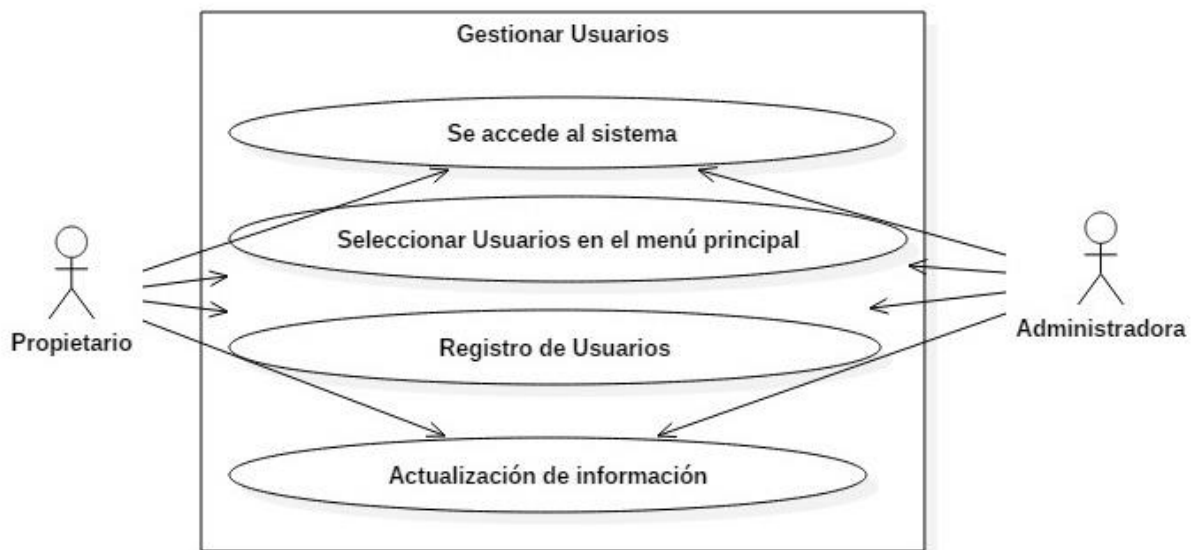 Gestionar Usuarios
Se accede al sistema
Seleccionar Usuarios en el menú principal
Propietario
Administradora
Registro de Usuarios
Actualización de información